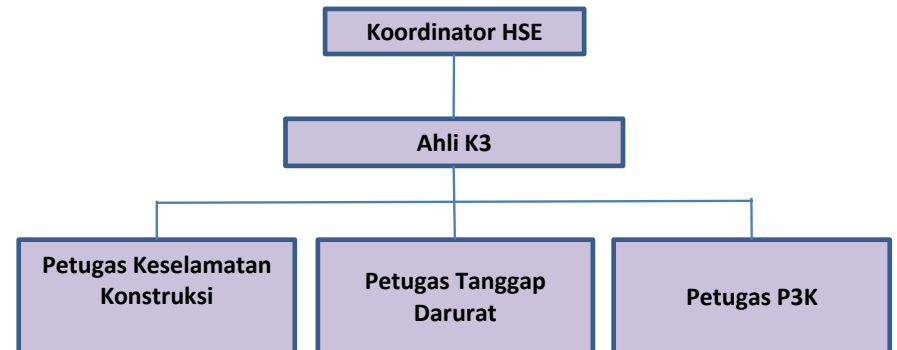 Koordinator HSE
Ahli K3
Petugas Keselamatan
Konstruksi
Petugas Tanggap
Darurat
Petugas P3K